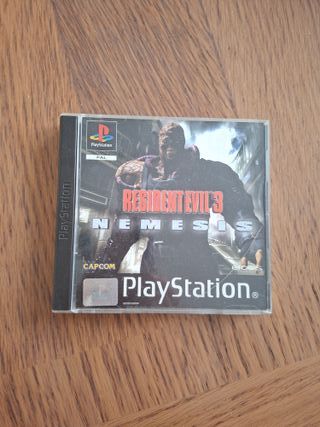 PlayStation
PlayStation
PAL
RESIDENT EVIL 3
NEMESIS
CAPCOM
PlayStation®